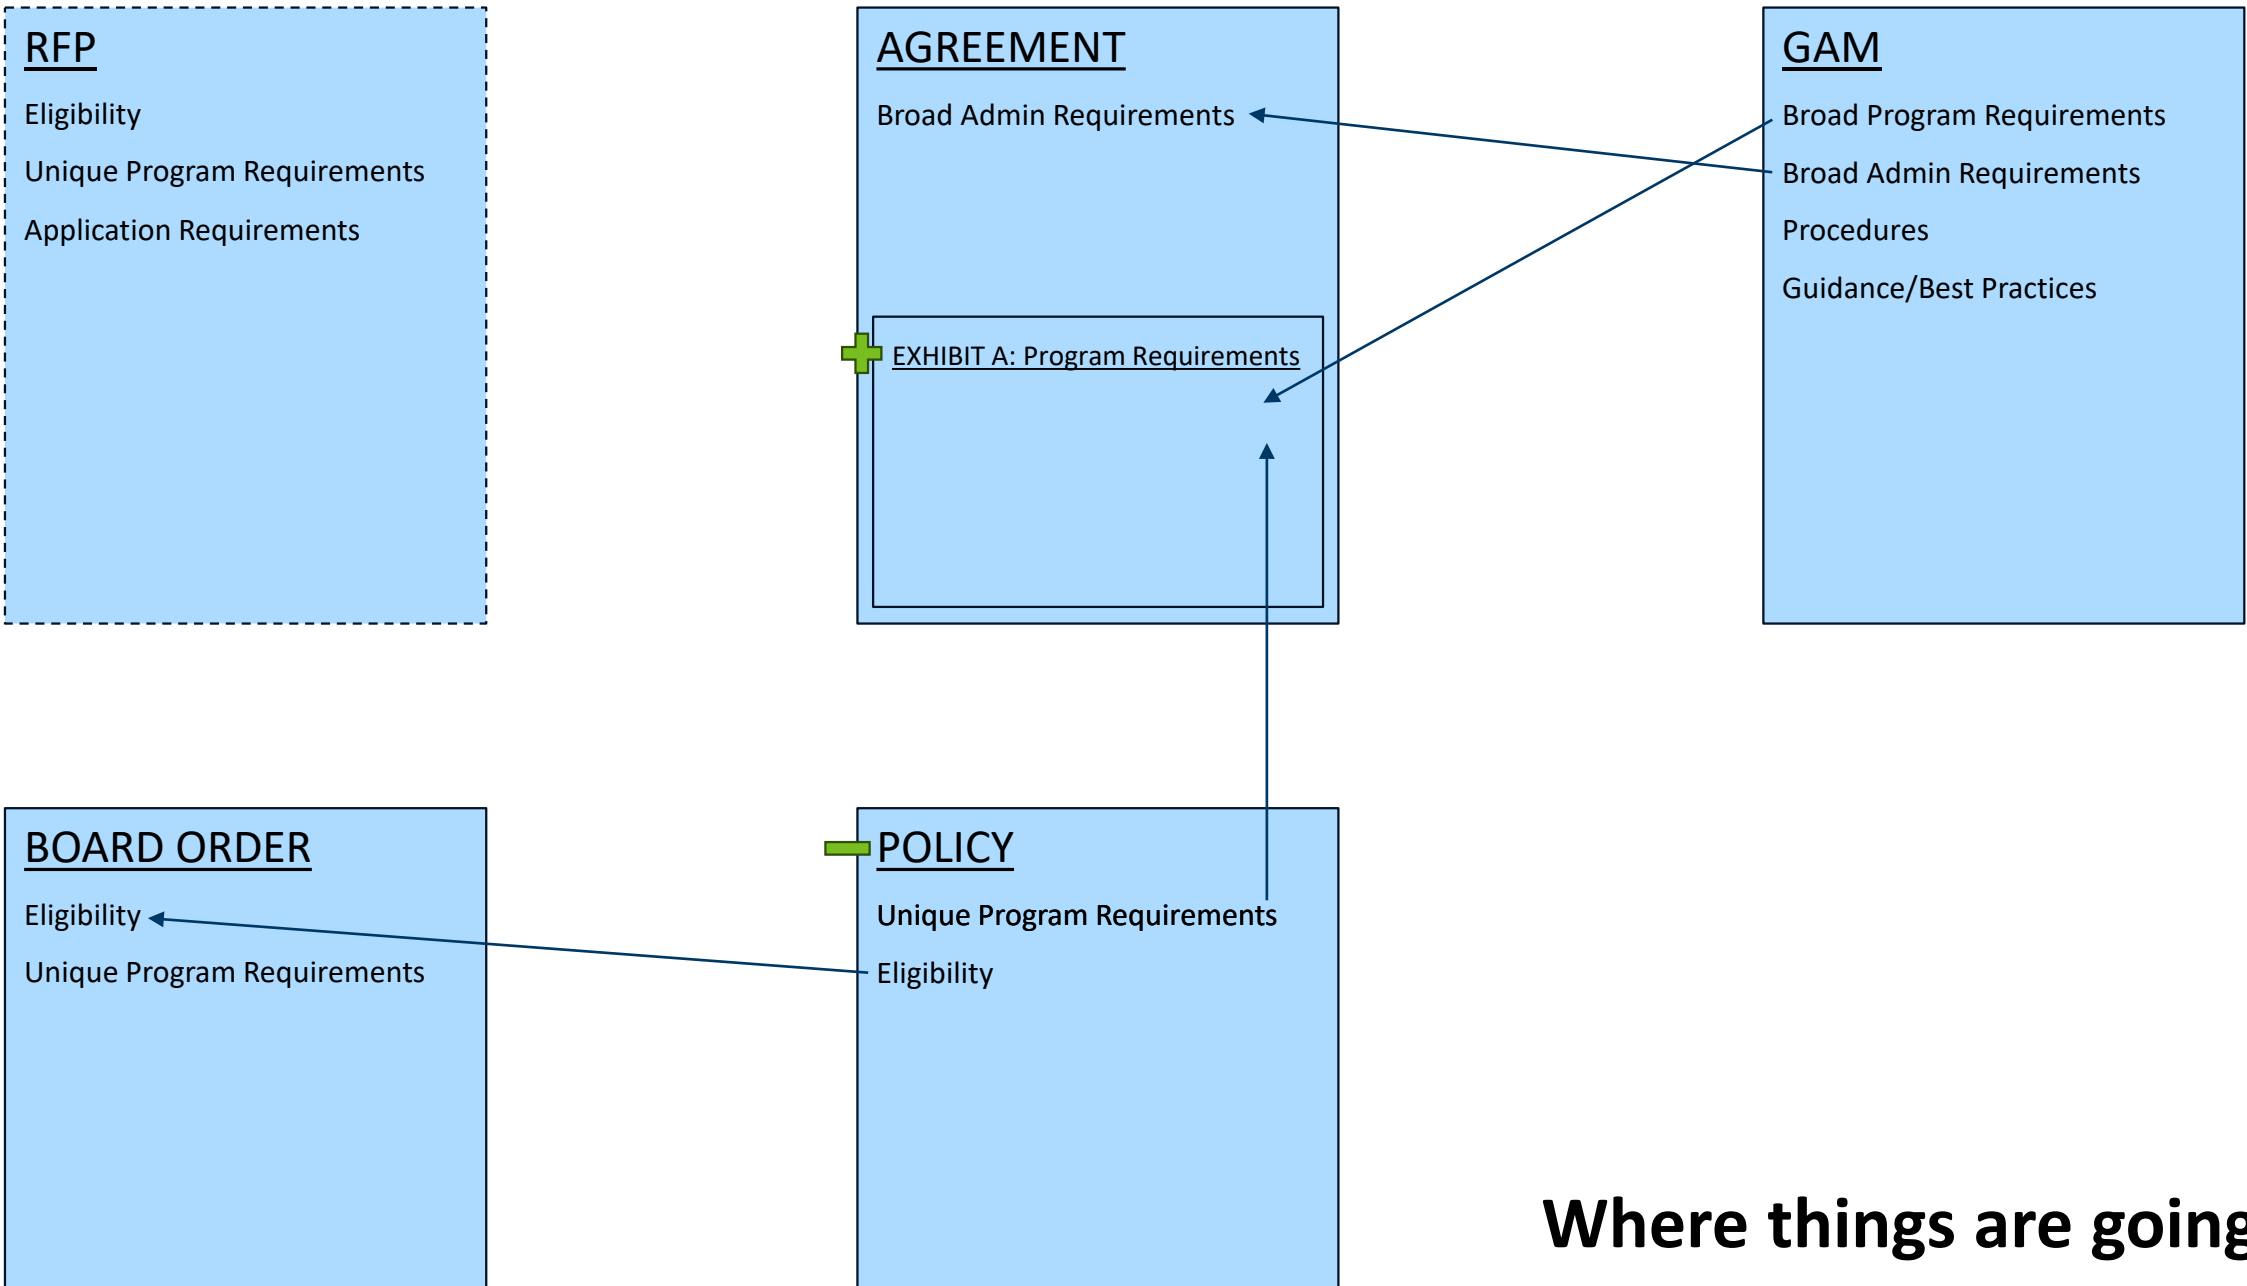 RFP
Eligibility
Unique Program Requirements
Application Requirements
AGREEMENT
Broad Admin Requirements
EXHIBIT A: Program Requirements
GAM
Broad Program Requirements
Broad Admin Requirements
Procedures
Guidance/Best Practices
BOARD ORDER
Eligibility
Unique Program Requirements
POLICY
Unique Program Requirements
Eligibility
Where things are going